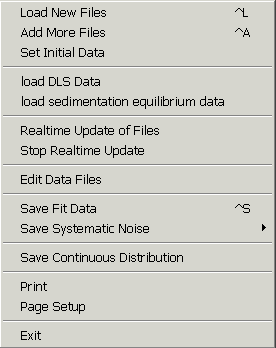 Load New Files ^L
Add More Files ^A
Set Initial Data
load DLS Data
load sedimentation equilibrium data
Realtime Update of Files
Stop Realtime Update
Edit Data Files
Save Fit Data ^S
Save Systematic Noise
Save Continuous Distribution
Print
Page Setup
Exit